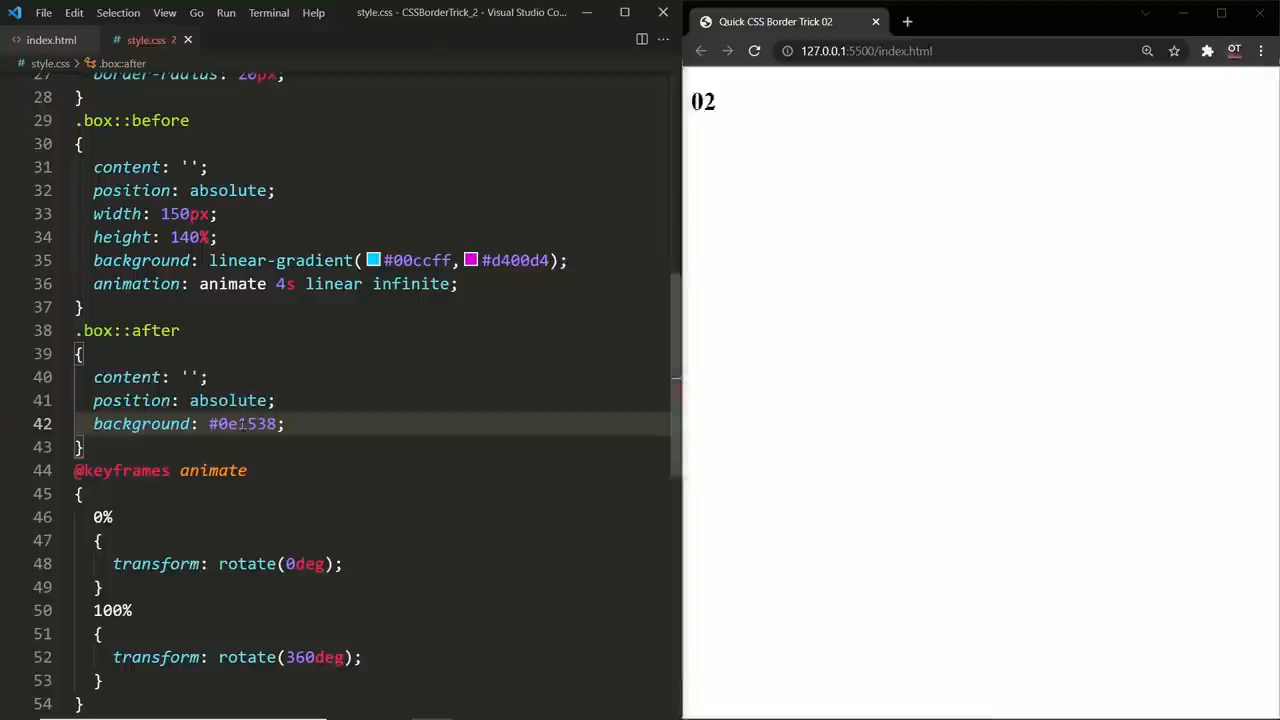 File Edit Selection View Go Run Terminal Help style.css - CSSBorderTrick_2 - Visual Studio Co...
index.html style.css 2
style.css > .box::after
27 border-radius: 20px;
28 }
29 .box::before
30 {
31 content: '';
32 position: absolute;
33 width: 150px;
34 height: 140%;
35 background: linear-gradient(#00ccff,#d400d4);
36 animation: animate 4s linear infinite;
37 }
38 .box::after
39 {
40 content: '';
41 position: absolute;
42 background: #0e1538;
43 }
44 @keyframes animate
45 {
46 0%
47 {
48 transform: rotate(0deg);
49 }
50 100%
51 {
52 transform: rotate(360deg);
53 }
54 }
Quick CSS Border Trick 02
127.0.0.1:5500/index.html
OT
02